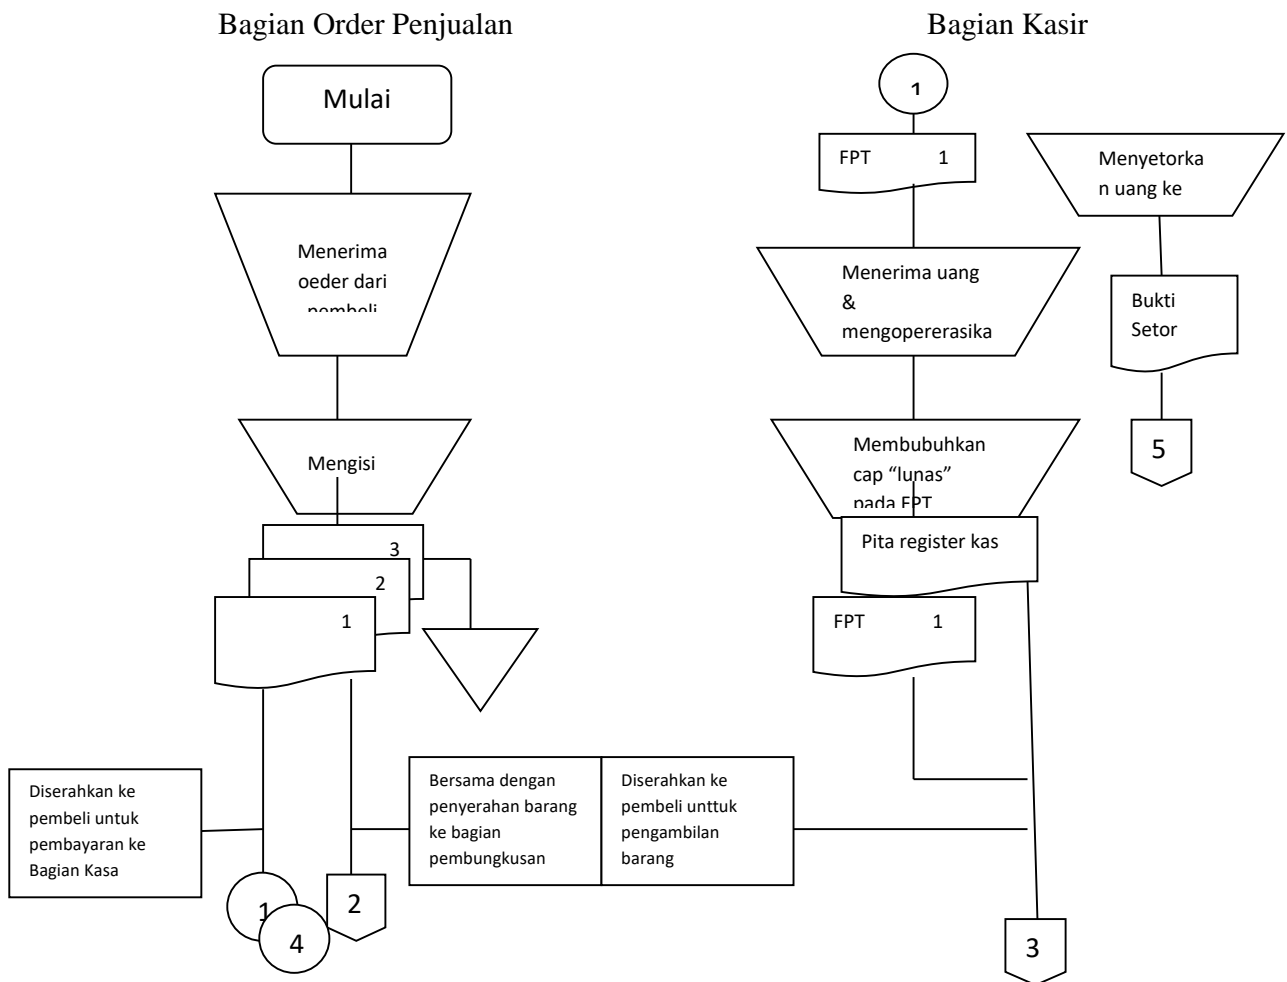 Bagian Order Penjualan
Mulai
Menerima
oeder dari
pembeli
Mengisi
3
2
1
Diserahkan ke
pembeli untuk
pembayaran ke
Bagian Kasa
Bersama dengan
penyerahan barang
ke bagian
pembungkusan
1
4
2
Bagian Kasir
1
FPT 1
Menerima uang
&
mengopererasika
Membubuhkan
cap “lunas”
pada FPT
Pita register kas
FPT 1
Diserahkan ke
pembeli unttuk
pengambilan
barang
3
Menyetorka
n uang ke
Bukti
Setor
5